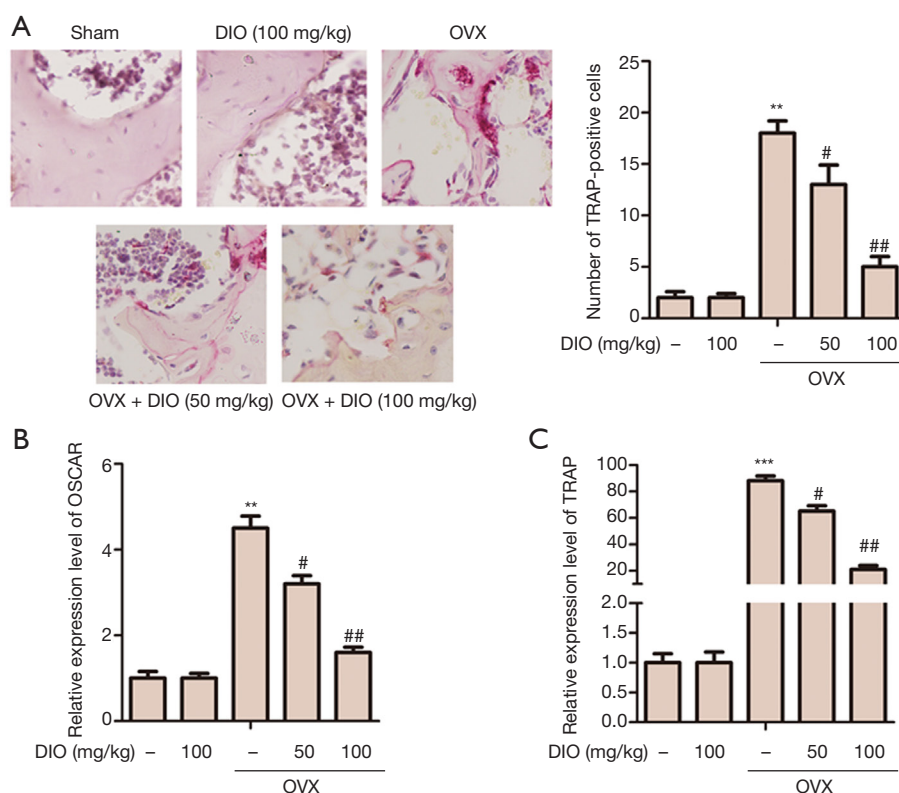 A
Sham
DIO (100 mg/kg)
OVX
OVX + DIO (50 mg/kg)
OVX + DIO (100 mg/kg)
Number of TRAP-positive cells
25
20
15
10
5
0
**
#
##
DIO (mg/kg)
– 100 – 50 100
OVX
B
Relative expression level of OSCAR
6
4
2
0
**
#
##
DIO (mg/kg)
– 100 – 50 100
OVX
C
Relative expression level of TRAP
100
80
60
40
20
2.0
1.5
1.0
0.5
0.0
***
#
##
DIO (mg/kg)
– 100 – 50 100
OVX